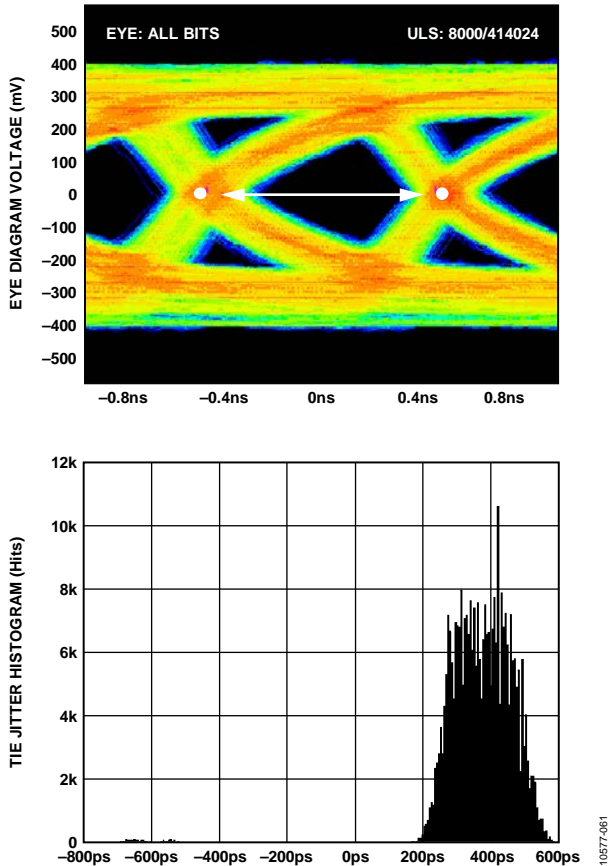 EYE: ALL BITS
ULS: 8000/414024
EYE DIAGRAM VOLTAGE (mV)
500
400
300
200
100
0
–100
–200
–300
–400
–500
–0.8ns
–0.4ns
0ns
0.4ns
0.8ns
TIE JITTER HISTOGRAM (Hits)
12k
10k
8k
6k
4k
2k
0
–800ps
–600ps
–400ps
–200ps
0ps
200ps
400ps
600ps
10577-061